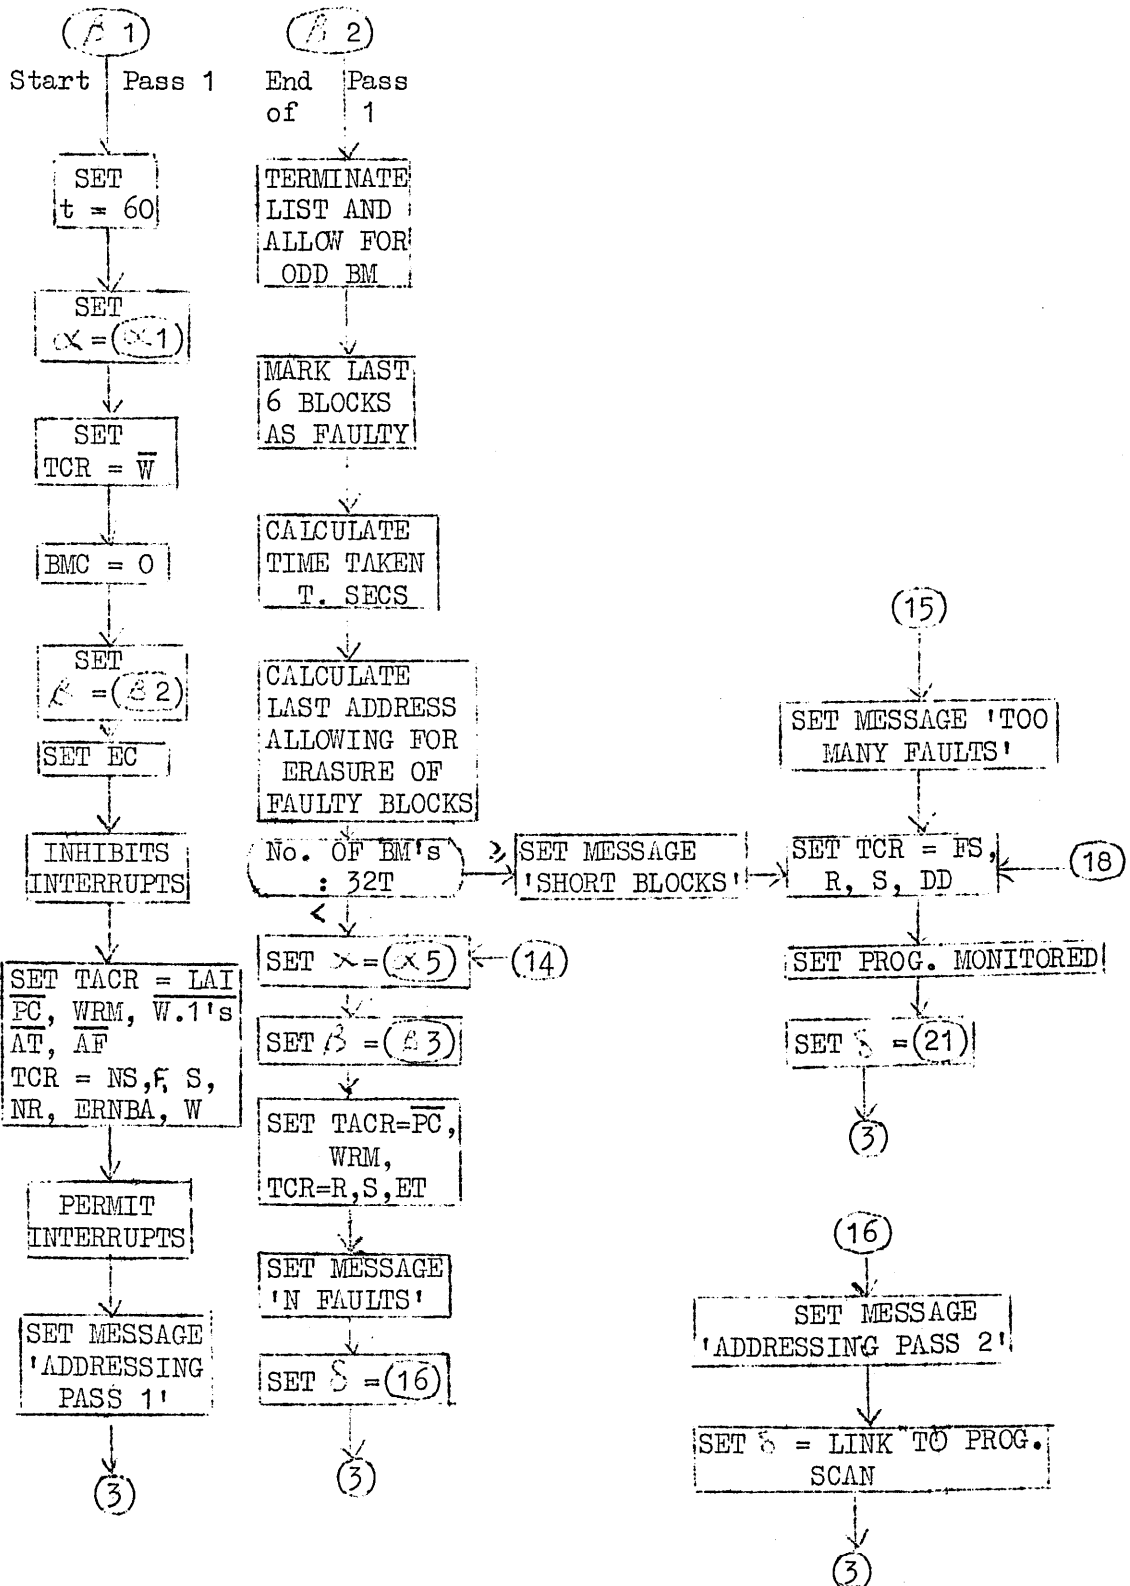 β 1
Start Pass 1
SET
t = 60
SET
α = (α1)
SET
TCR = W̅
BMC = 0
SET
β = (β2)
SET EC
INHIBITS
INTERRUPTS
SET TACR = L̅A̅I̅
P̅C̅, WRM, W̅.̅1̅'̅s̅
A̅T̅, A̅F̅
TCR = NS, F, S,
NR, ERNBA, W
PERMIT
INTERRUPTS
SET MESSAGE
'ADDRESSING
PASS 1'
3
β 2
End Pass
of 1
TERMINATE
LIST AND
ALLOW FOR
ODD BM
MARK LAST
6 BLOCKS
AS FAULTY
CALCULATE
TIME TAKEN
T. SECS
CALCULATE
LAST ADDRESS
ALLOWING FOR
ERASURE OF
FAULTY BLOCKS
No. OF BM's
: 32T
≥
<
SET MESSAGE
'SHORT BLOCKS'
SET α = (α5)
14
SET β = (β3)
SET TACR=P̅C̅,
WRM,
TCR=R,S,ET
SET MESSAGE
'N FAULTS'
SET δ = (16)
3
15
SET MESSAGE 'TOO
MANY FAULTS'
SET TCR = FS,
R, S, DD
18
SET PROG. MONITORED
SET δ = (21)
3
16
SET MESSAGE
'ADDRESSING PASS 2'
SET δ = LINK TO PROG.
SCAN
3